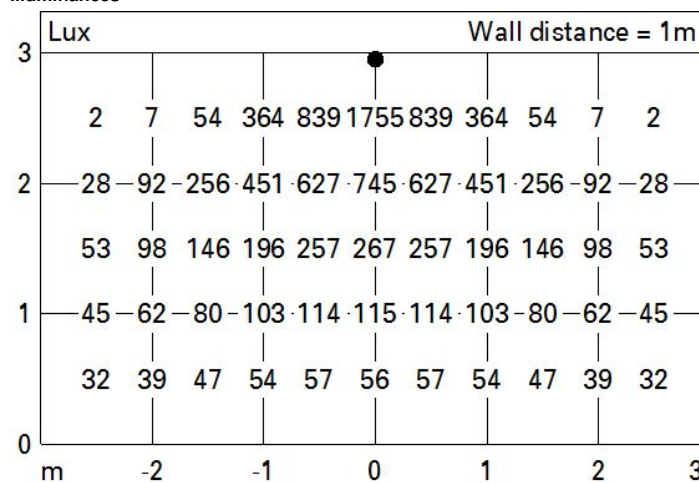 Lux Wall distance = 1m
3
2 7 54 364 839 1755 839 364 54 7 2
2 28 92 256 451 627 745 627 451 256 92 28
53 98 146 196 257 267 257 196 146 98 53
1 45 62 80 103 114 115 114 103 80 62 45
32 39 47 54 57 56 57 54 47 39 32
0
m -2 -1 0 1 2 3